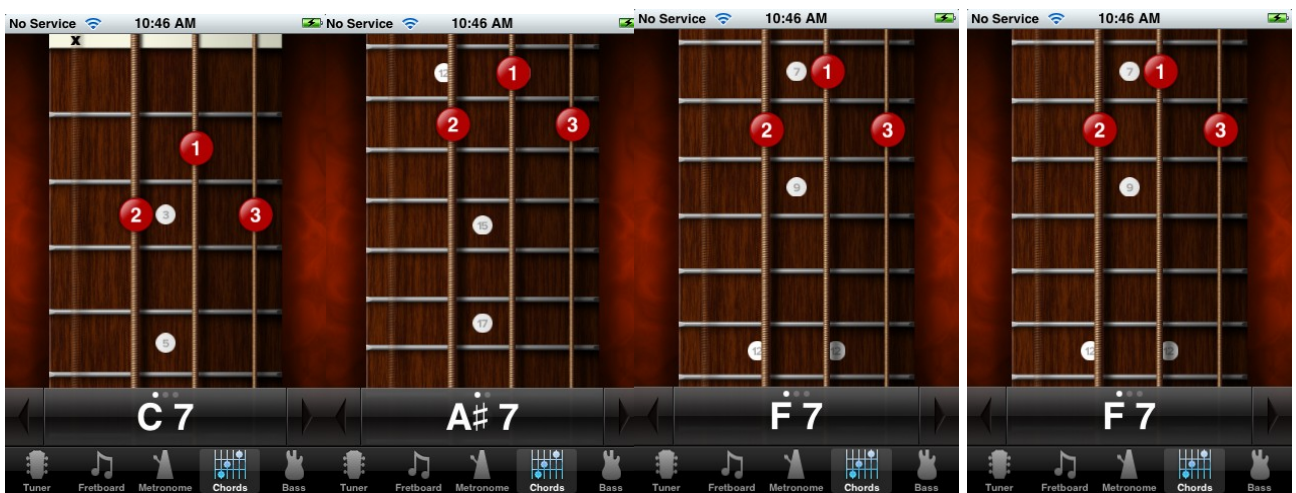 No Service 10:46 AM
x
1
2 3 3
5
C 7
Tuner Fretboard Metronome Chords Bass
No Service 10:46 AM
12 1
2 3
15
17
A♯ 7
Tuner Fretboard Metronome Chords Bass
No Service 10:46 AM
7 1
2 3
9
12 12
F 7
Tuner Fretboard Metronome Chords Bass
No Service 10:46 AM
7 1
2 3
9
12 12
F 7
Tuner Fretboard Metronome Chords Bass